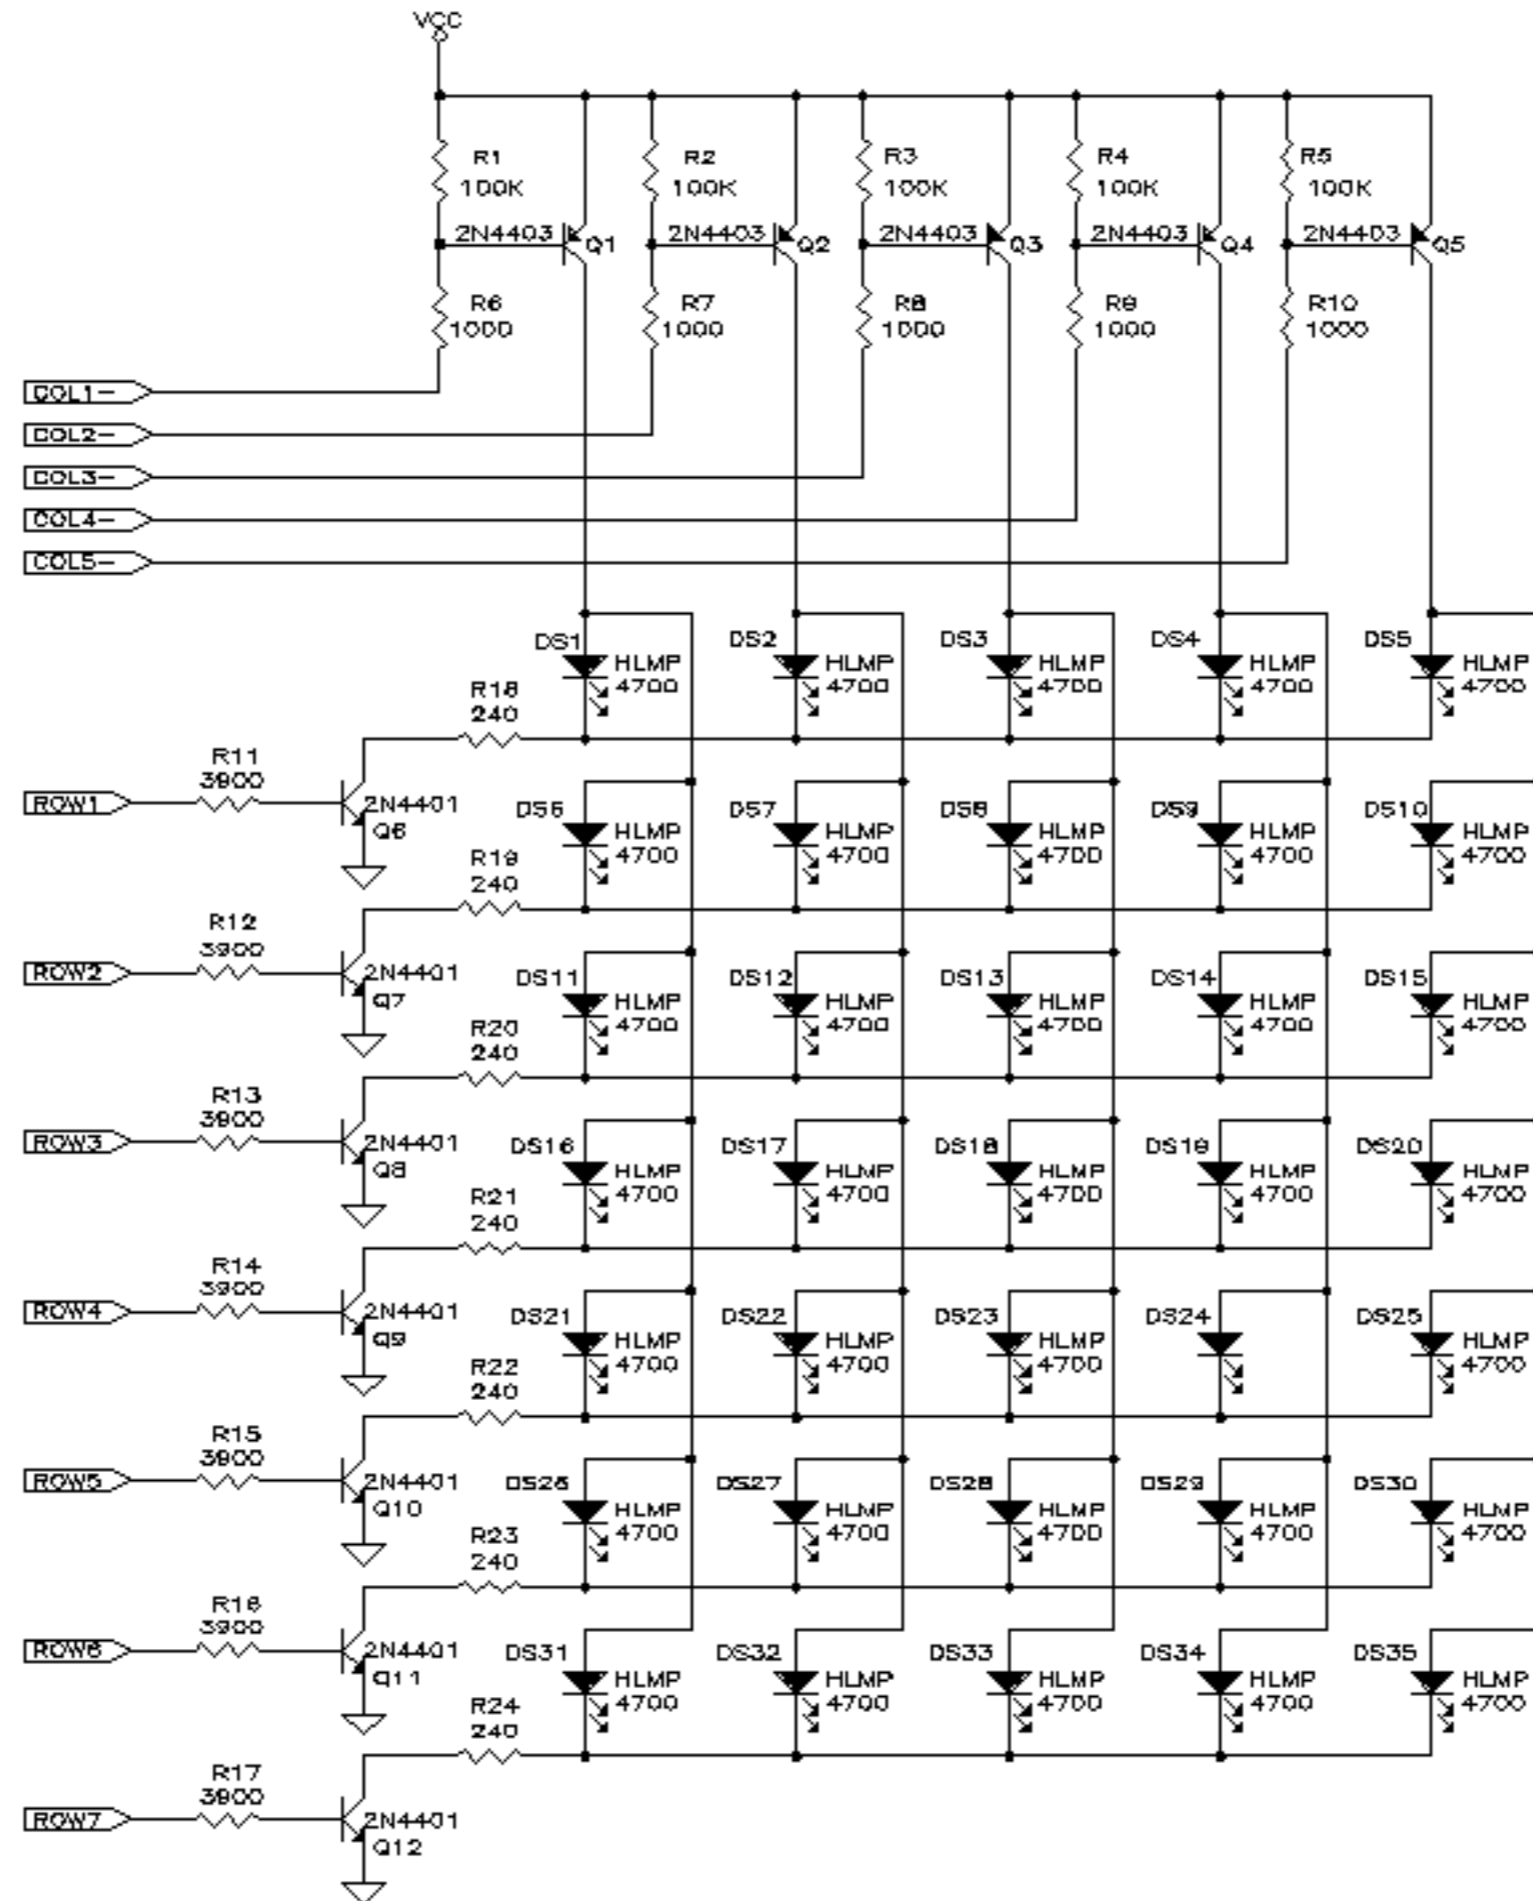 VCC
R1 R2 R3 R4 R5
100K 100K 100K 100K 100K
2N4403 Q1 2N4403 Q2 2N4403 Q3 2N4403 Q4 2N4403 Q5
R6 R7 R8 R9 R10
1000 1000 1000 1000 1000
COL1-
COL2-
COL3-
COL4-
COL5-
DS1 DS2 DS3 DS4 DS5
HLMP HLMP HLMP HLMP HLMP
4700 4700 4700 4700 4700
R18
240
R11
3900
ROW1
2N4401
Q6
DS6 DS7 DS8 DS9 DS10
HLMP HLMP HLMP HLMP HLMP
4700 4700 4700 4700 4700
R19
240
R12
3900
ROW2
2N4401
Q7
DS11 DS12 DS13 DS14 DS15
HLMP HLMP HLMP HLMP HLMP
4700 4700 4700 4700 4700
R20
240
R13
3900
ROW3
2N4401
Q8
DS16 DS17 DS18 DS19 DS20
HLMP HLMP HLMP HLMP HLMP
4700 4700 4700 4700 4700
R21
240
R14
3900
ROW4
2N4401
Q9
DS21 DS22 DS23 DS24 DS25
HLMP HLMP HLMP HLMP HLMP
4700 4700 4700 4700 4700
R22
240
R15
3900
ROW5
2N4401
Q10
DS26 DS27 DS28 DS29 DS30
HLMP HLMP HLMP HLMP HLMP
4700 4700 4700 4700 4700
R23
240
R16
3900
ROW6
2N4401
Q11
DS31 DS32 DS33 DS34 DS35
HLMP HLMP HLMP HLMP HLMP
4700 4700 4700 4700 4700
R24
240
R17
3900
ROW7
2N4401
Q12